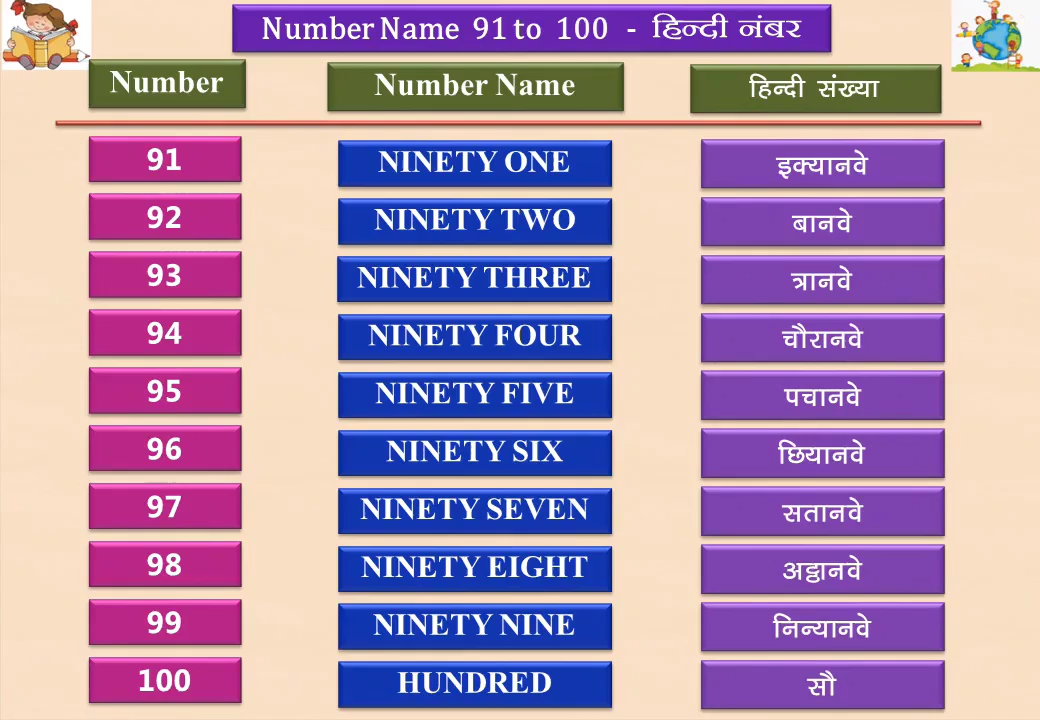 Number Name 91 to 100 - हिन्दी नंबर
Number Number Name हिन्दी संख्या
91 NINETY ONE इक्यानवे
92 NINETY TWO बानवे
93 NINETY THREE त्रानवे
94 NINETY FOUR चौरानवे
95 NINETY FIVE पचानवे
96 NINETY SIX छियानवे
97 NINETY SEVEN सतानवे
98 NINETY EIGHT अट्ठानवे
99 NINETY NINE निन्यानवे
100 HUNDRED सौ